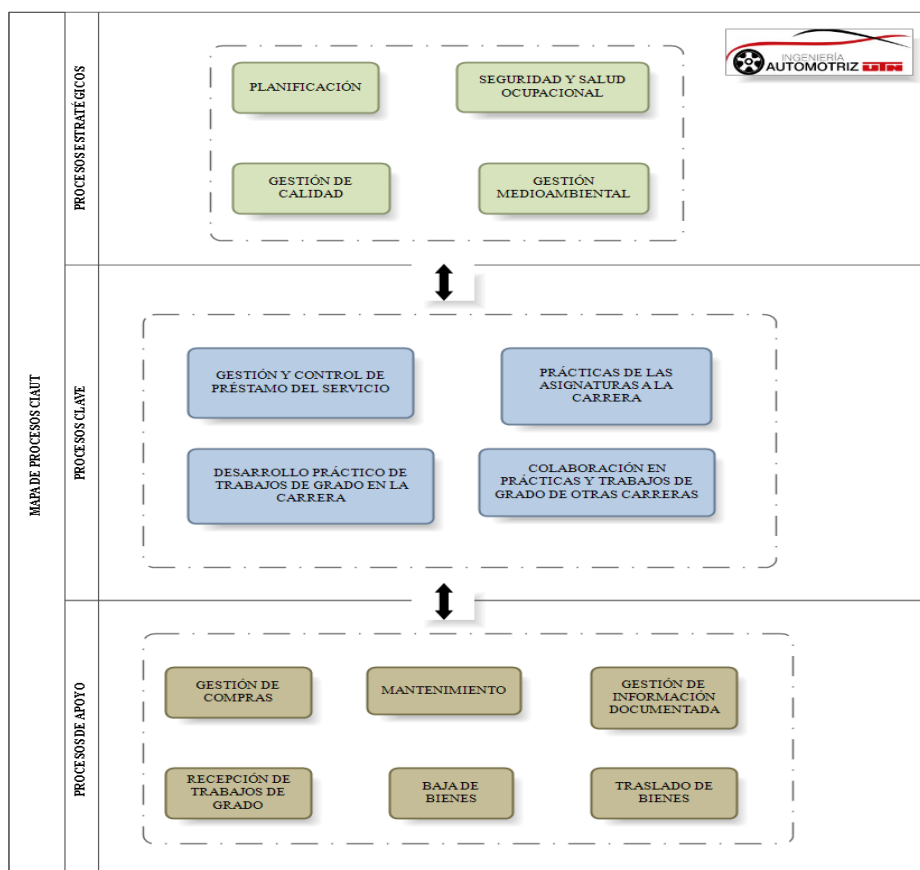 MAPA DE PROCESOS CIAUT
PROCESOS ESTRATÉGICOS
INGENIERÍA
AUTOMOTRIZ UTN
PLANIFICACIÓN
SEGURIDAD Y SALUD
OCUPACIONAL
GESTIÓN DE
CALIDAD
GESTIÓN
MEDIOAMBIENTAL
PROCESOS CLAVE
GESTIÓN Y CONTROL DE
PRÉSTAMO DEL SERVICIO
PRÁCTICAS DE LAS
ASIGNATURAS A LA
CARRERA
DESARROLLO PRÁCTICO DE
TRABAJOS DE GRADO EN LA
CARRERA
COLABORACIÓN EN
PRÁCTICAS Y TRABAJOS DE
GRADO DE OTRAS CARRERAS
PROCESOS DE APOYO
GESTIÓN DE
COMPRAS
MANTENIMIENTO
GESTIÓN DE
INFORMACIÓN
DOCUMENTADA
RECEPCIÓN DE
TRABAJOS DE
GRADO
BAJA DE
BIENES
TRASLADO DE
BIENES